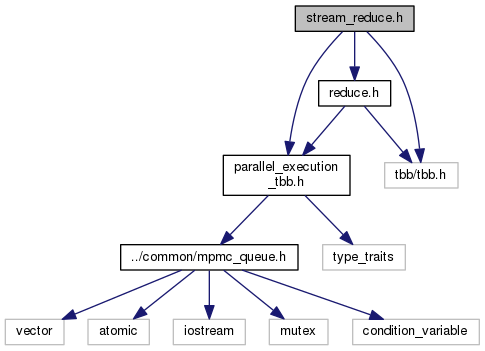 stream_reduce.h
reduce.h
parallel_execution
_tbb.h
tbb/tbb.h
../common/mpmc_queue.h
type_traits
vector
atomic
iostream
mutex
condition_variable